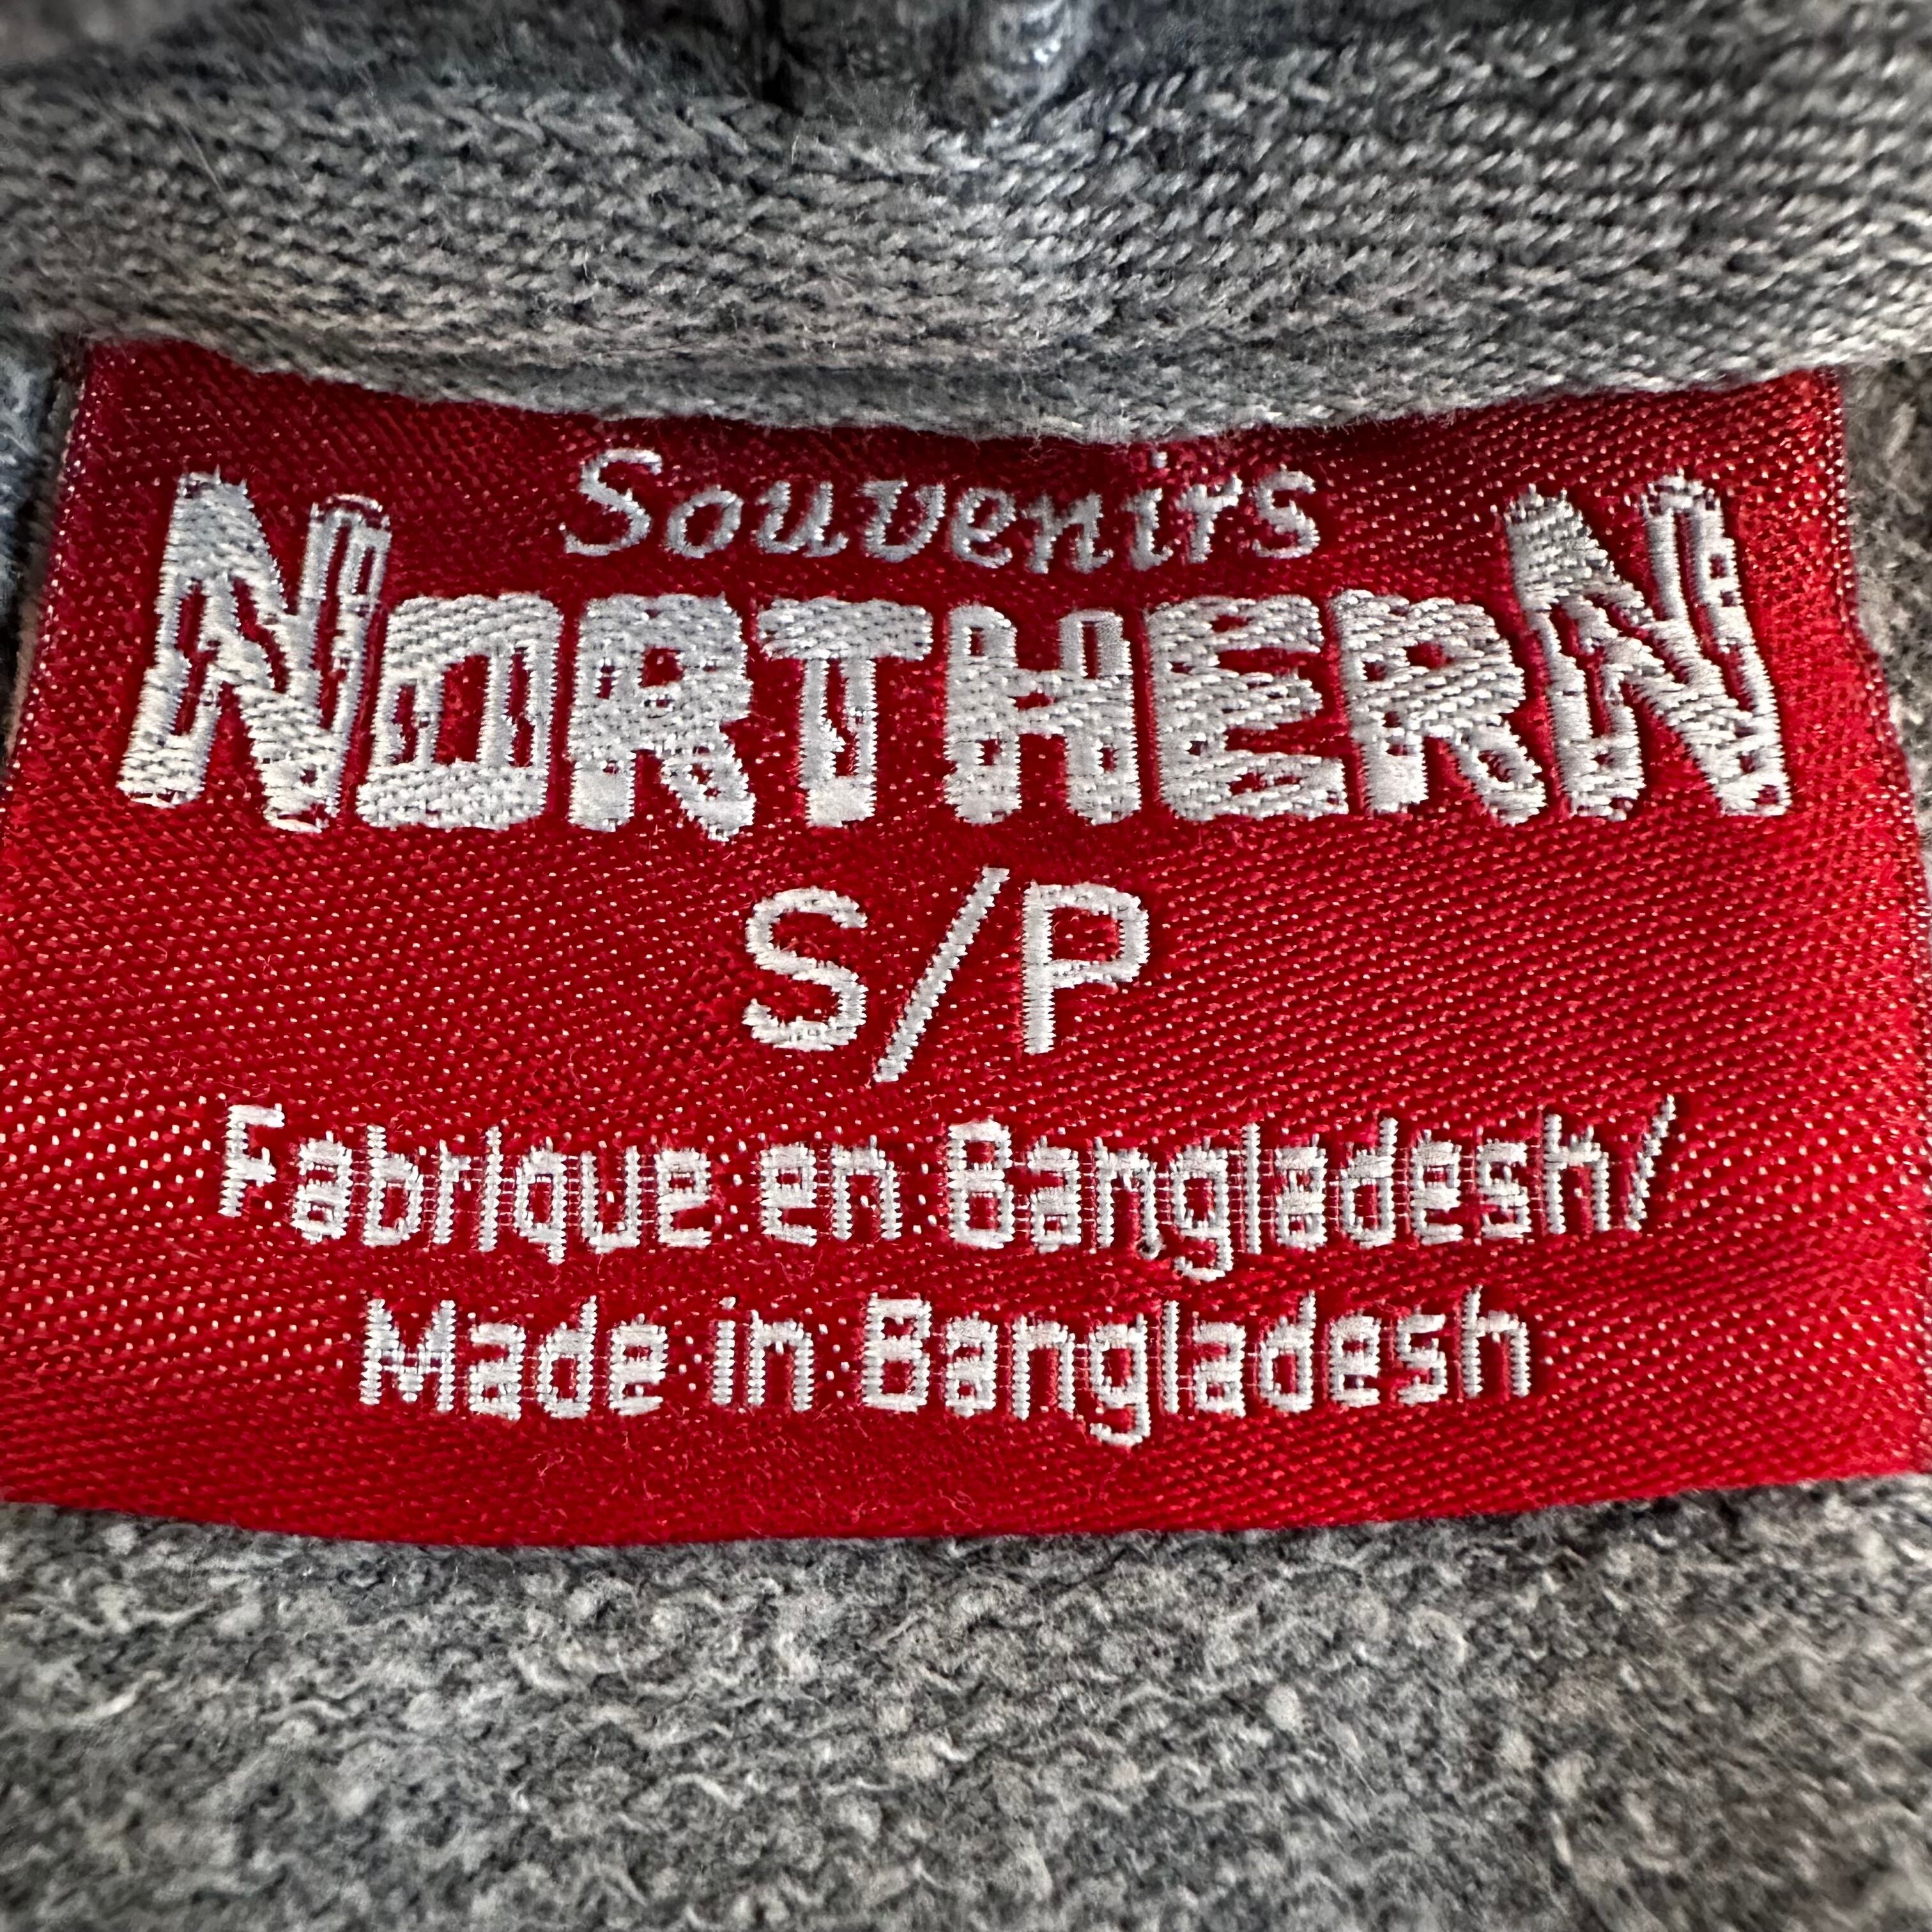 Souvenirs
NORTHERN
S/P
Fabrique en Bangladesh/
Made in Bangladesh